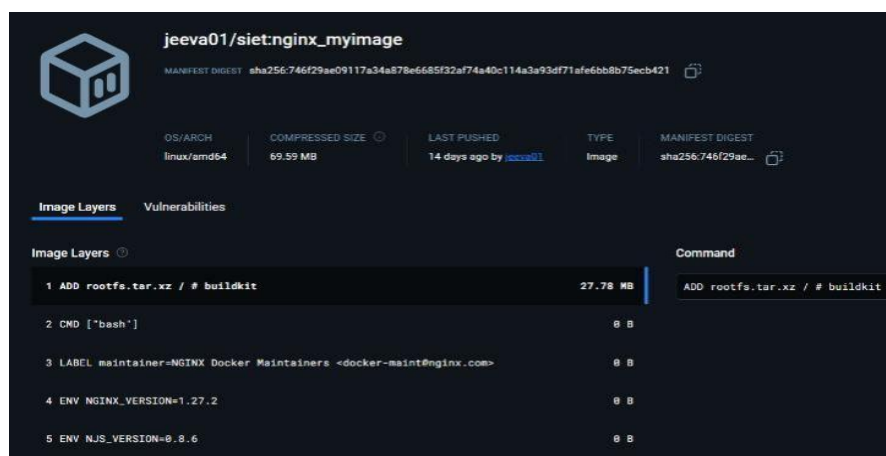 jeeva01/siet:nginx_myimage
MANIFEST DIGEST sha256:746f29ae09117a34a878e6685f32af74a40c114a3a93df71afe6bb8b75ecb421
OS/ARCH COMPRESSED SIZE LAST PUSHED TYPE MANIFEST DIGEST
linux/amd64 69.59 MB 14 days ago by jeeva01 Image sha256:746f29ae...
Image Layers Vulnerabilities
Image Layers Command
1 ADD rootfs.tar.xz / # buildkit 27.78 MB ADD rootfs.tar.xz / # buildkit
2 CMD ["bash"] 0 B
3 LABEL maintainer=NGINX Docker Maintainers <docker-maint@nginx.com> 0 B
4 ENV NGINX_VERSION=1.27.2 0 B
5 ENV NJS_VERSION=0.8.6 0 B